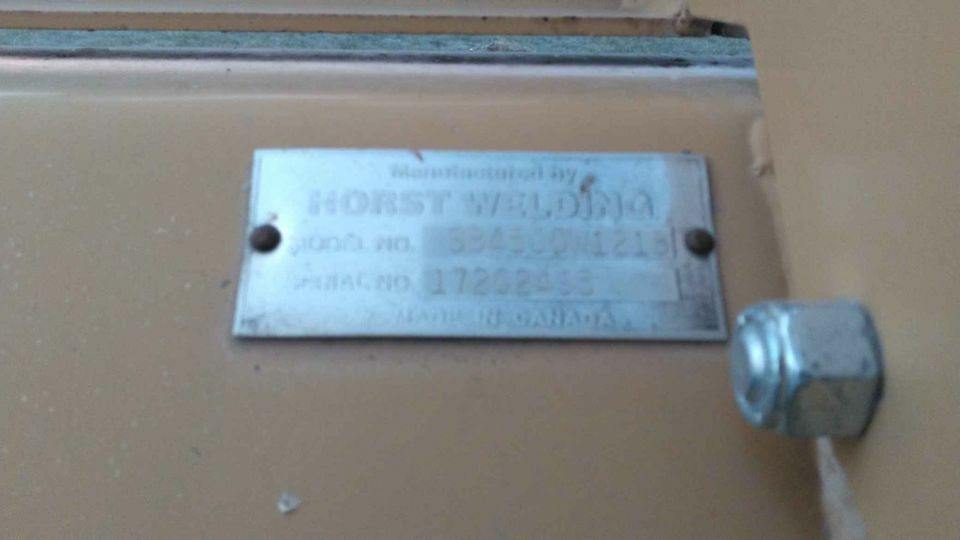 Manufactured by
HORST WELDING
MODEL NO.
SERIAL NO.
MADE IN CANADA